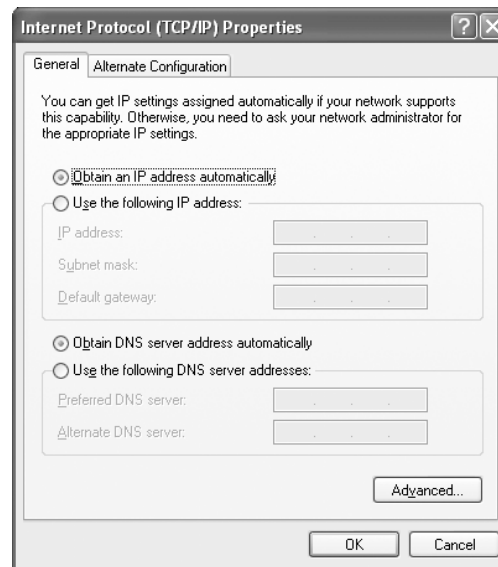 Internet Protocol (TCP/IP) Properties
General
Alternate Configuration
You can get IP settings assigned automatically if your network supports
this capability. Otherwise, you need to ask your network administrator for
the appropriate IP settings.
Obtain an IP address automatically
Use the following IP address:
IP address:
Subnet mask:
Default gateway:
Obtain DNS server address automatically
Use the following DNS server addresses:
Preferred DNS server:
Alternate DNS server:
Advanced...
OK
Cancel